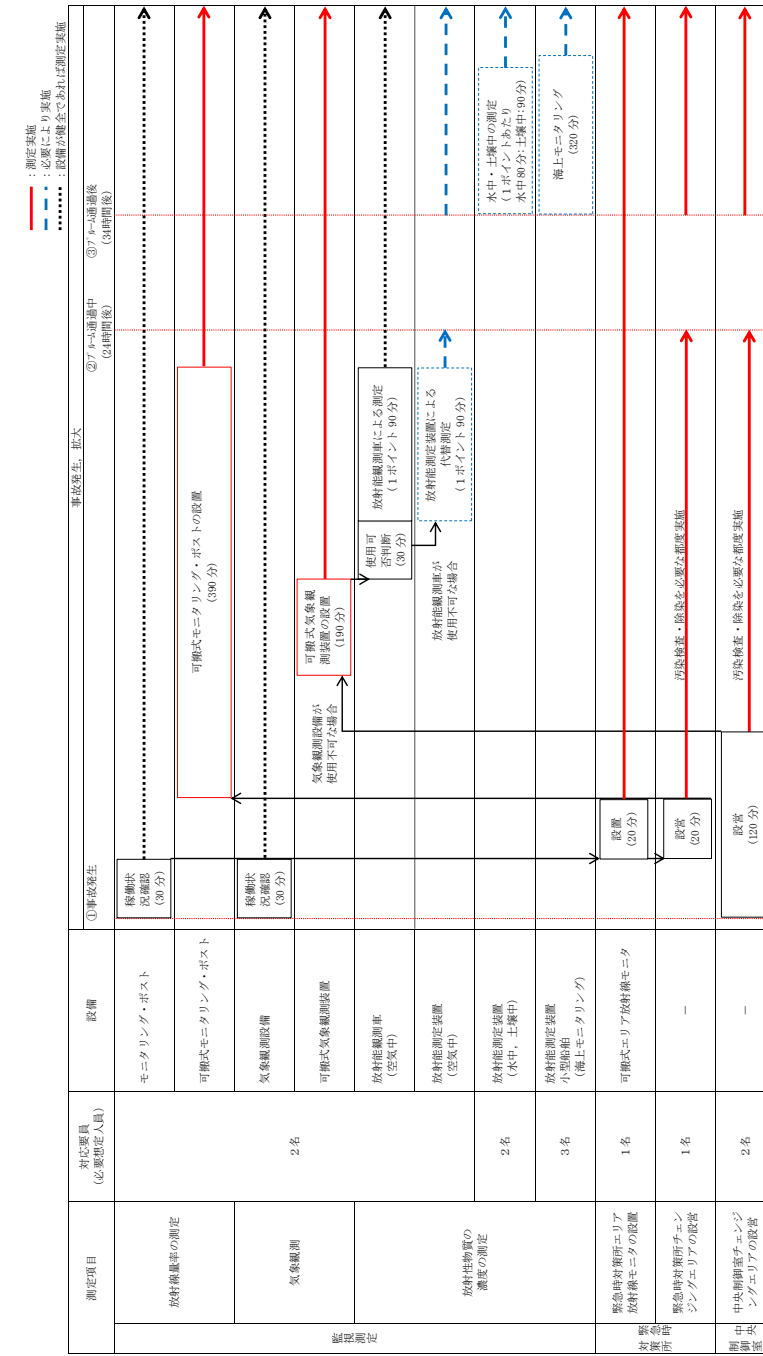 ：測定実施
：必要により実施
：設備が健全であれば測定実施
測定項目
対応要員
(必要想定人員)
設備
事故発生，拡大
①事故発生
②ﾌﾟﾙｰﾑ通過中
(24時間後)
③ﾌﾟﾙｰﾑ通過後
(34時間後)
監視測定
放射線量率の測定
2名
モニタリング・ポスト
稼働状
況確認
(30分)
可搬式モニタリング・ポスト
可搬式モニタリング・ポストの設置
(390分)
気象観測
気象観測設備
稼働状
況確認
(30分)
可搬式気象観測装置
気象観測設備が
使用不可な場合
可搬式気象観
測装置の設置
(190分)
放射性物質の
濃度の測定
放射能観測車
(空気中)
使用可
否判断
(30分)
放射能観測車による測定
(1ポイント90分)
放射能測定装置
(空気中)
放射能観測車が
使用不可な場合
放射能測定装置による
代替測定
(1ポイント90分)
2名
放射能測定装置
(水中，土壌中)
水中・土壌中の測定
(1ポイントあたり
水中80分:土壌中:90分)
3名
放射能測定装置
小型船舶
(海上モニタリング)
海上モニタリング
(320分)
緊急時
対策所
緊急時対策所エリア
放射線モニタの設置
1名
可搬式エリア放射線モニタ
設置
(20分)
緊急時対策所チェン
ジングエリアの設営
1名
－
設営
(20分)
汚染検査・除染を必要な都度実施
中央
制御室
中央制御室チェンジ
ングエリアの設営
2名
－
設営
(120分)
汚染検査・除染を必要な都度実施